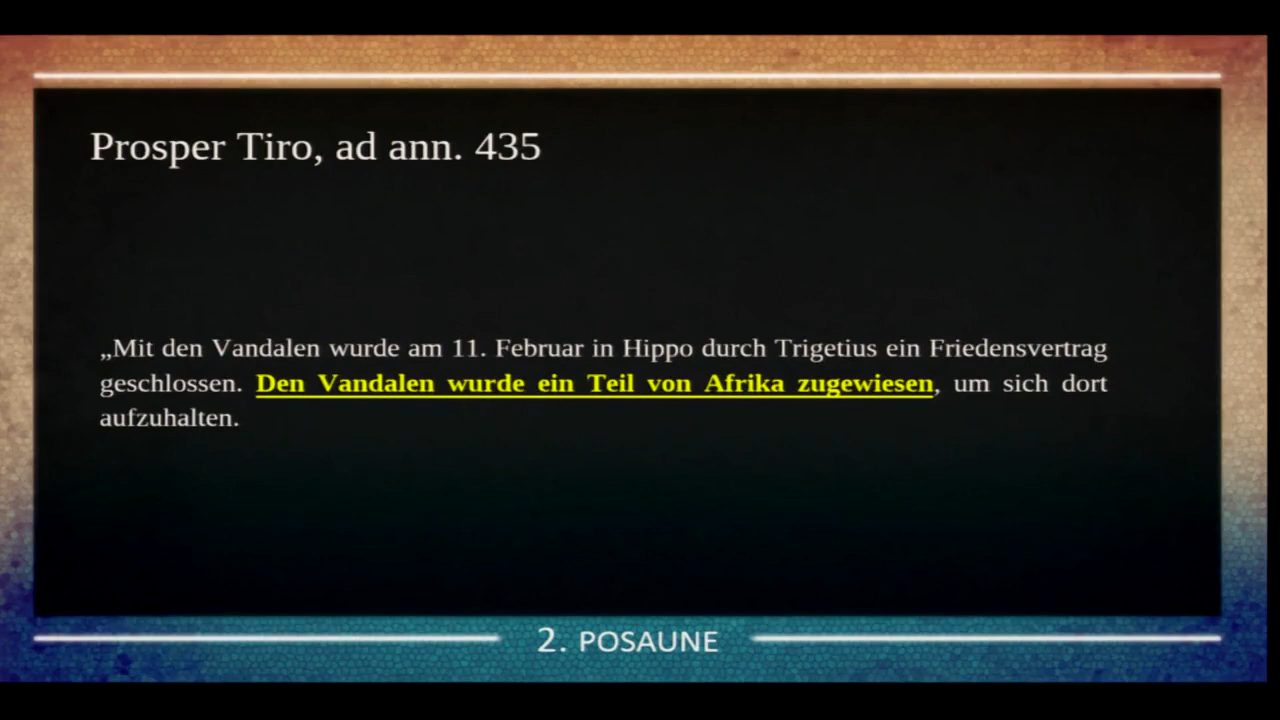 Prosper Tiro, ad ann. 435
„Mit den Vandalen wurde am 11. Februar in Hippo durch Trigetius ein Friedensvertrag
geschlossen. Den Vandalen wurde ein Teil von Afrika zugewiesen, um sich dort
aufzuhalten.
2. POSAUNE